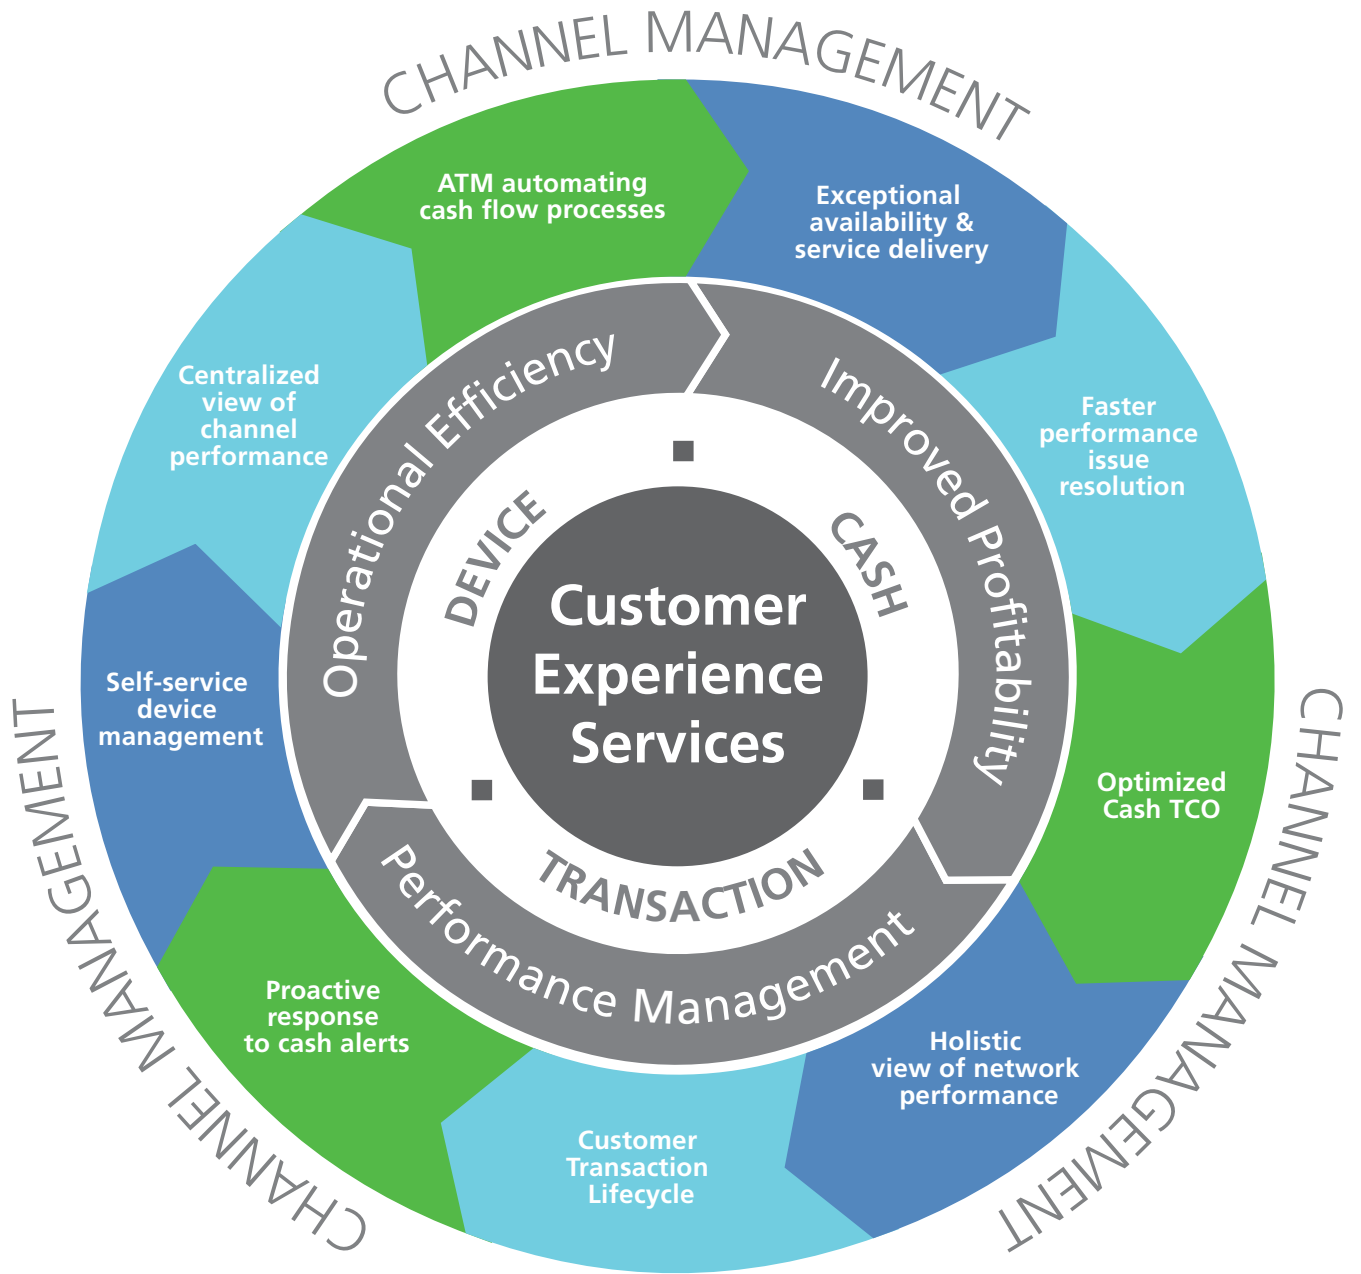 CHANNEL MANAGEMENT
ATM automating
cash flow processes
Exceptional
availability &
service delivery
Faster
performance
issue
resolution
Optimized
Cash TCO
Holistic
view of network
performance
Customer
Transaction
Lifecycle
Proactive
response
to cash alerts
Self-service
device
management
Centralized
view of
channel
performance
Operational Efficiency
Improved Profitability
Performance Management
DEVICE
CASH
TRANSACTION
Customer
Experience
Services
CHANNEL MANAGEMENT
CHANNEL MANAGEMENT